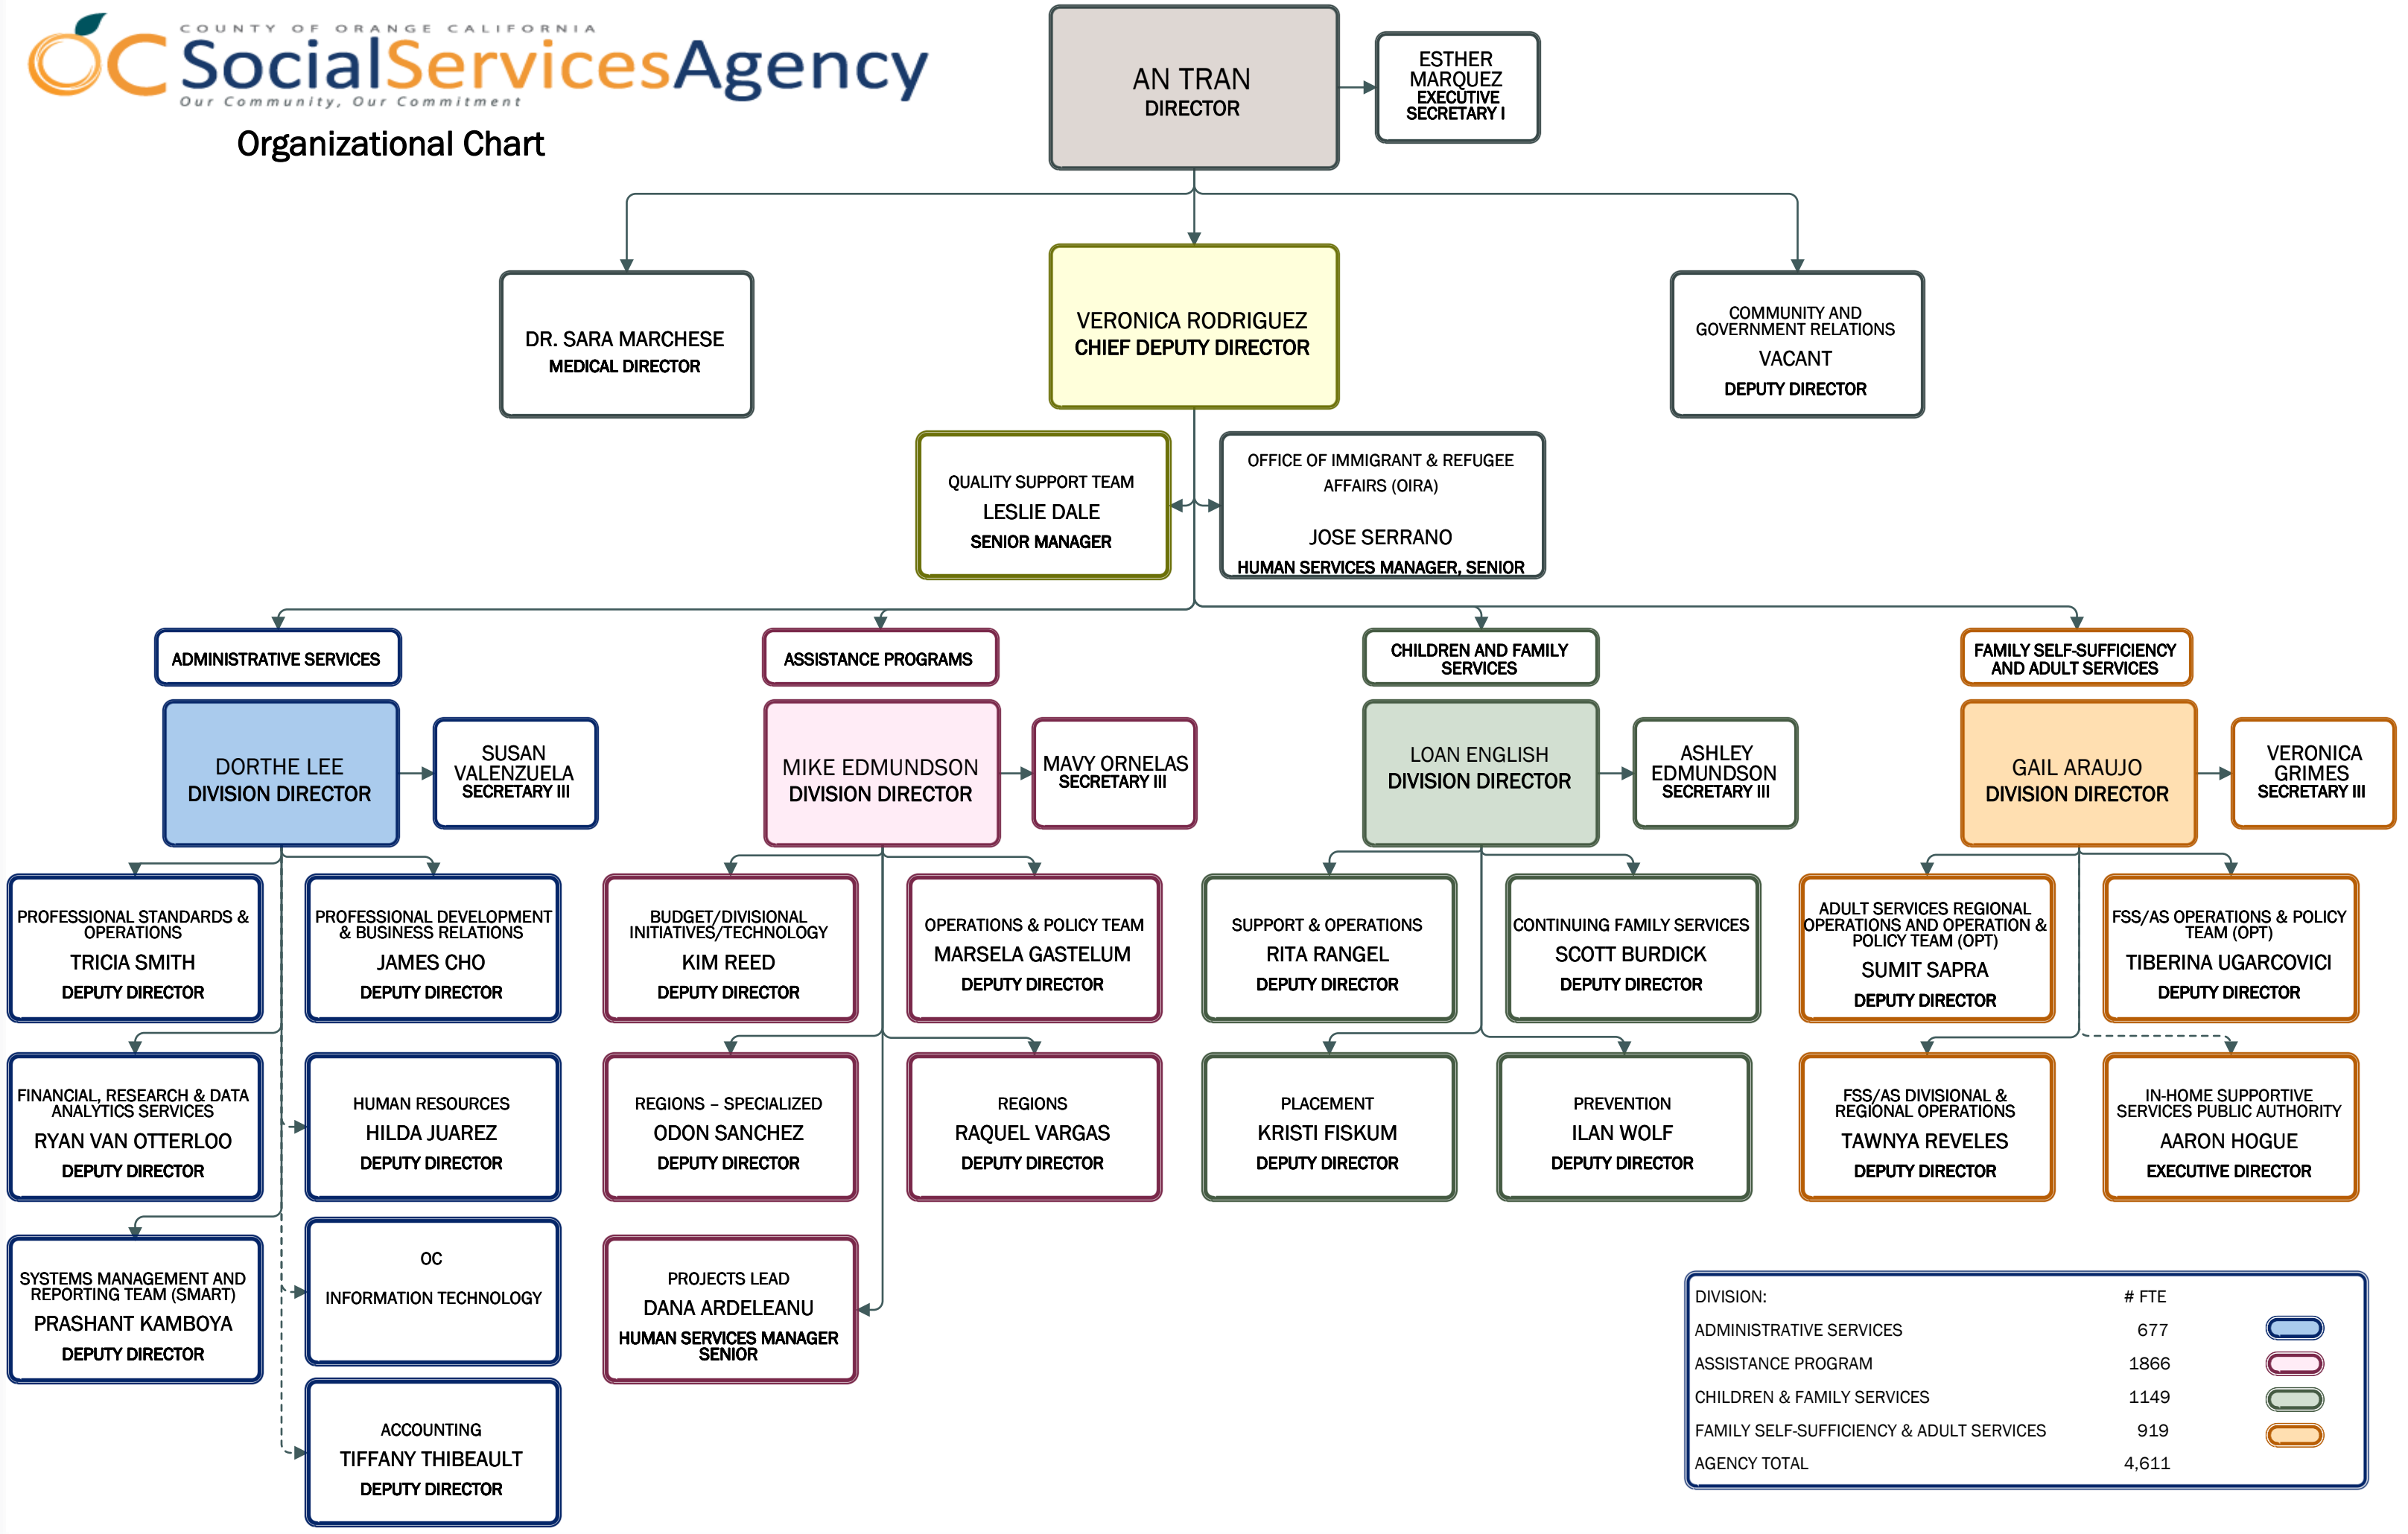 COUNTY OF ORANGE CALIFORNIA
OC SocialServicesAgency
Our Community, Our Commitment
Organizational Chart
AN TRAN
DIRECTOR
ESTHER
MARQUEZ
EXECUTIVE
SECRETARY I
DR. SARA MARCHESE
MEDICAL DIRECTOR
VERONICA RODRIGUEZ
CHIEF DEPUTY DIRECTOR
COMMUNITY AND
GOVERNMENT RELATIONS
VACANT
DEPUTY DIRECTOR
QUALITY SUPPORT TEAM
LESLIE DALE
SENIOR MANAGER
OFFICE OF IMMIGRANT & REFUGEE
AFFAIRS (OIRA)
JOSE SERRANO
HUMAN SERVICES MANAGER, SENIOR
ADMINISTRATIVE SERVICES
ASSISTANCE PROGRAMS
CHILDREN AND FAMILY
SERVICES
FAMILY SELF-SUFFICIENCY
AND ADULT SERVICES
DORTHE LEE
DIVISION DIRECTOR
SUSAN
VALENZUELA
SECRETARY III
MIKE EDMUNDSON
DIVISION DIRECTOR
MAVY ORNELAS
SECRETARY III
LOAN ENGLISH
DIVISION DIRECTOR
ASHLEY
EDMUNDSON
SECRETARY III
GAIL ARAUJO
DIVISION DIRECTOR
VERONICA
GRIMES
SECRETARY III
PROFESSIONAL STANDARDS &
OPERATIONS
TRICIA SMITH
DEPUTY DIRECTOR
PROFESSIONAL DEVELOPMENT
& BUSINESS RELATIONS
JAMES CHO
DEPUTY DIRECTOR
BUDGET/DIVISIONAL
INITIATIVES/TECHNOLOGY
KIM REED
DEPUTY DIRECTOR
OPERATIONS & POLICY TEAM
MARSELA GASTELUM
DEPUTY DIRECTOR
SUPPORT & OPERATIONS
RITA RANGEL
DEPUTY DIRECTOR
CONTINUING FAMILY SERVICES
SCOTT BURDICK
DEPUTY DIRECTOR
ADULT SERVICES REGIONAL
OPERATIONS AND OPERATION &
POLICY TEAM (OPT)
SUMIT SAPRA
DEPUTY DIRECTOR
FSS/AS OPERATIONS & POLICY
TEAM (OPT)
TIBERINA UGARCOVICI
DEPUTY DIRECTOR
FINANCIAL, RESEARCH & DATA
ANALYTICS SERVICES
RYAN VAN OTTERLOO
DEPUTY DIRECTOR
HUMAN RESOURCES
HILDA JUAREZ
DEPUTY DIRECTOR
REGIONS – SPECIALIZED
ODON SANCHEZ
DEPUTY DIRECTOR
REGIONS
RAQUEL VARGAS
DEPUTY DIRECTOR
PLACEMENT
KRISTI FISKUM
DEPUTY DIRECTOR
PREVENTION
ILAN WOLF
DEPUTY DIRECTOR
FSS/AS DIVISIONAL &
REGIONAL OPERATIONS
TAWNYA REVELES
DEPUTY DIRECTOR
IN-HOME SUPPORTIVE
SERVICES PUBLIC AUTHORITY
AARON HOGUE
EXECUTIVE DIRECTOR
SYSTEMS MANAGEMENT AND
REPORTING TEAM (SMART)
PRASHANT KAMBOYA
DEPUTY DIRECTOR
OC
INFORMATION TECHNOLOGY
PROJECTS LEAD
DANA ARDELEANU
HUMAN SERVICES MANAGER
SENIOR
ACCOUNTING
TIFFANY THIBEAULT
DEPUTY DIRECTOR
DIVISION: # FTE
ADMINISTRATIVE SERVICES 677
ASSISTANCE PROGRAM 1866
CHILDREN & FAMILY SERVICES 1149
FAMILY SELF-SUFFICIENCY & ADULT SERVICES 919
AGENCY TOTAL 4,611